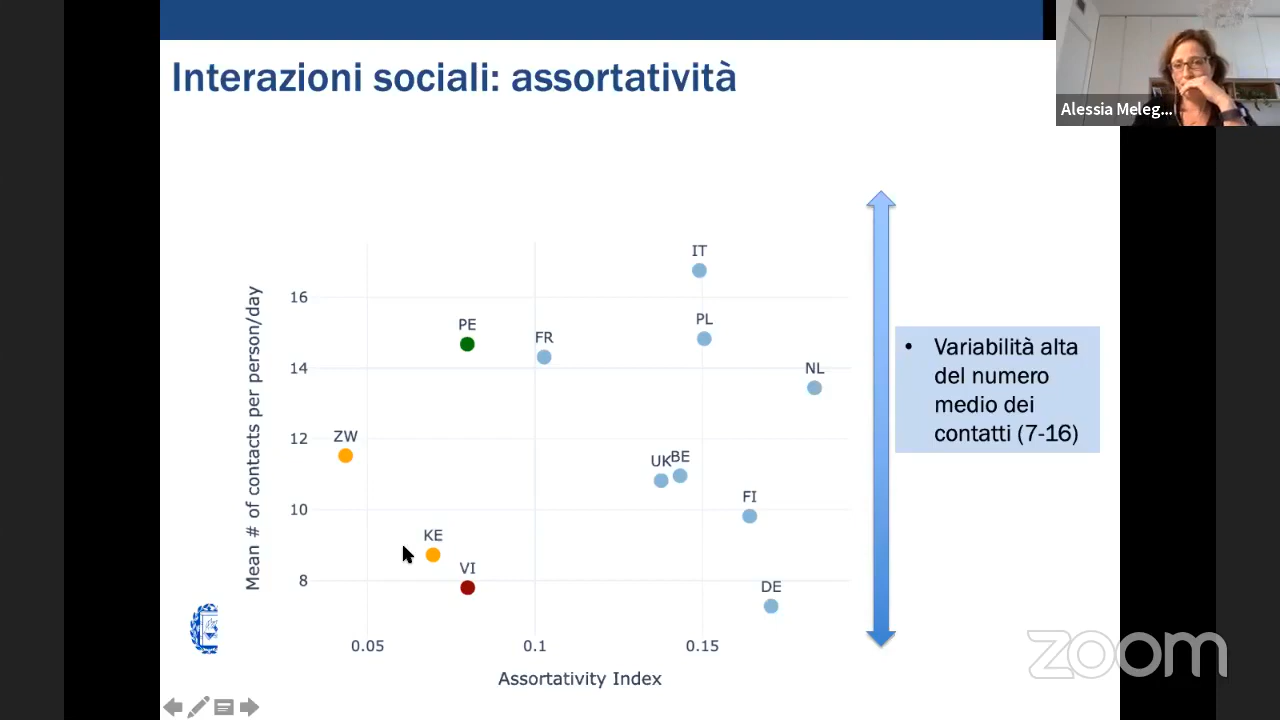 Interazioni sociali: assortatività
Alessia Meleg...
Mean # of contacts per person/day
16
14
12
10
8
IT
PE
FR
PL
NL
ZW
UK
BE
FI
KE
VI
DE
0.05
0.1
0.15
Assortativity Index
• Variabilità alta
del numero
medio dei
contatti (7-16)
zoom